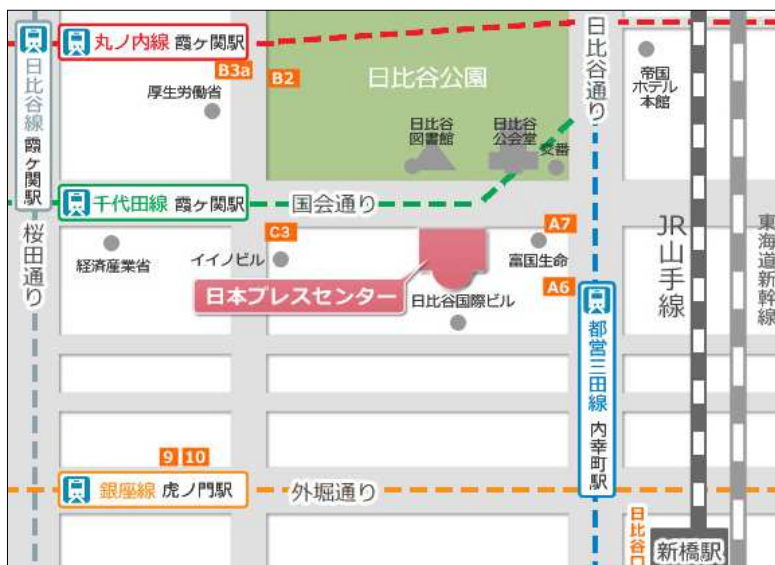 丸ノ内線 霞ケ関駅
日比谷線 霞ケ関駅
桜田通り
B3a
B2
厚生労働省
日比谷公園
日比谷通り
帝国
ホテル
本館
日比谷
図書館
日比谷
公会堂
交番
千代田線 霞ケ関駅
国会通り
C3
A7
経済産業省
イイノビル
日本プレスセンター
富国生命
A6
日比谷国際ビル
JR山手線
東海道新幹線
都営三田線 内幸町駅
9
10
銀座線 虎ノ門駅
外堀通り
日比谷口
新橋駅